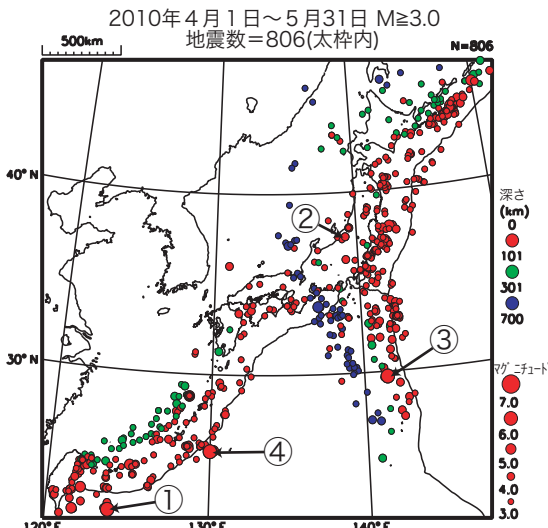 2010年４月１日～５月31日 M≧3.0
地震数＝806(太枠内)
500km
N=806
40° N
30° N
120°E
130°E
140°E
①
②
③
④
深さ
(km)
0
101
301
700
ﾏｸﾞﾆﾁｭｰﾄﾞ
7.0
6.0
5.0
4.0
3.0